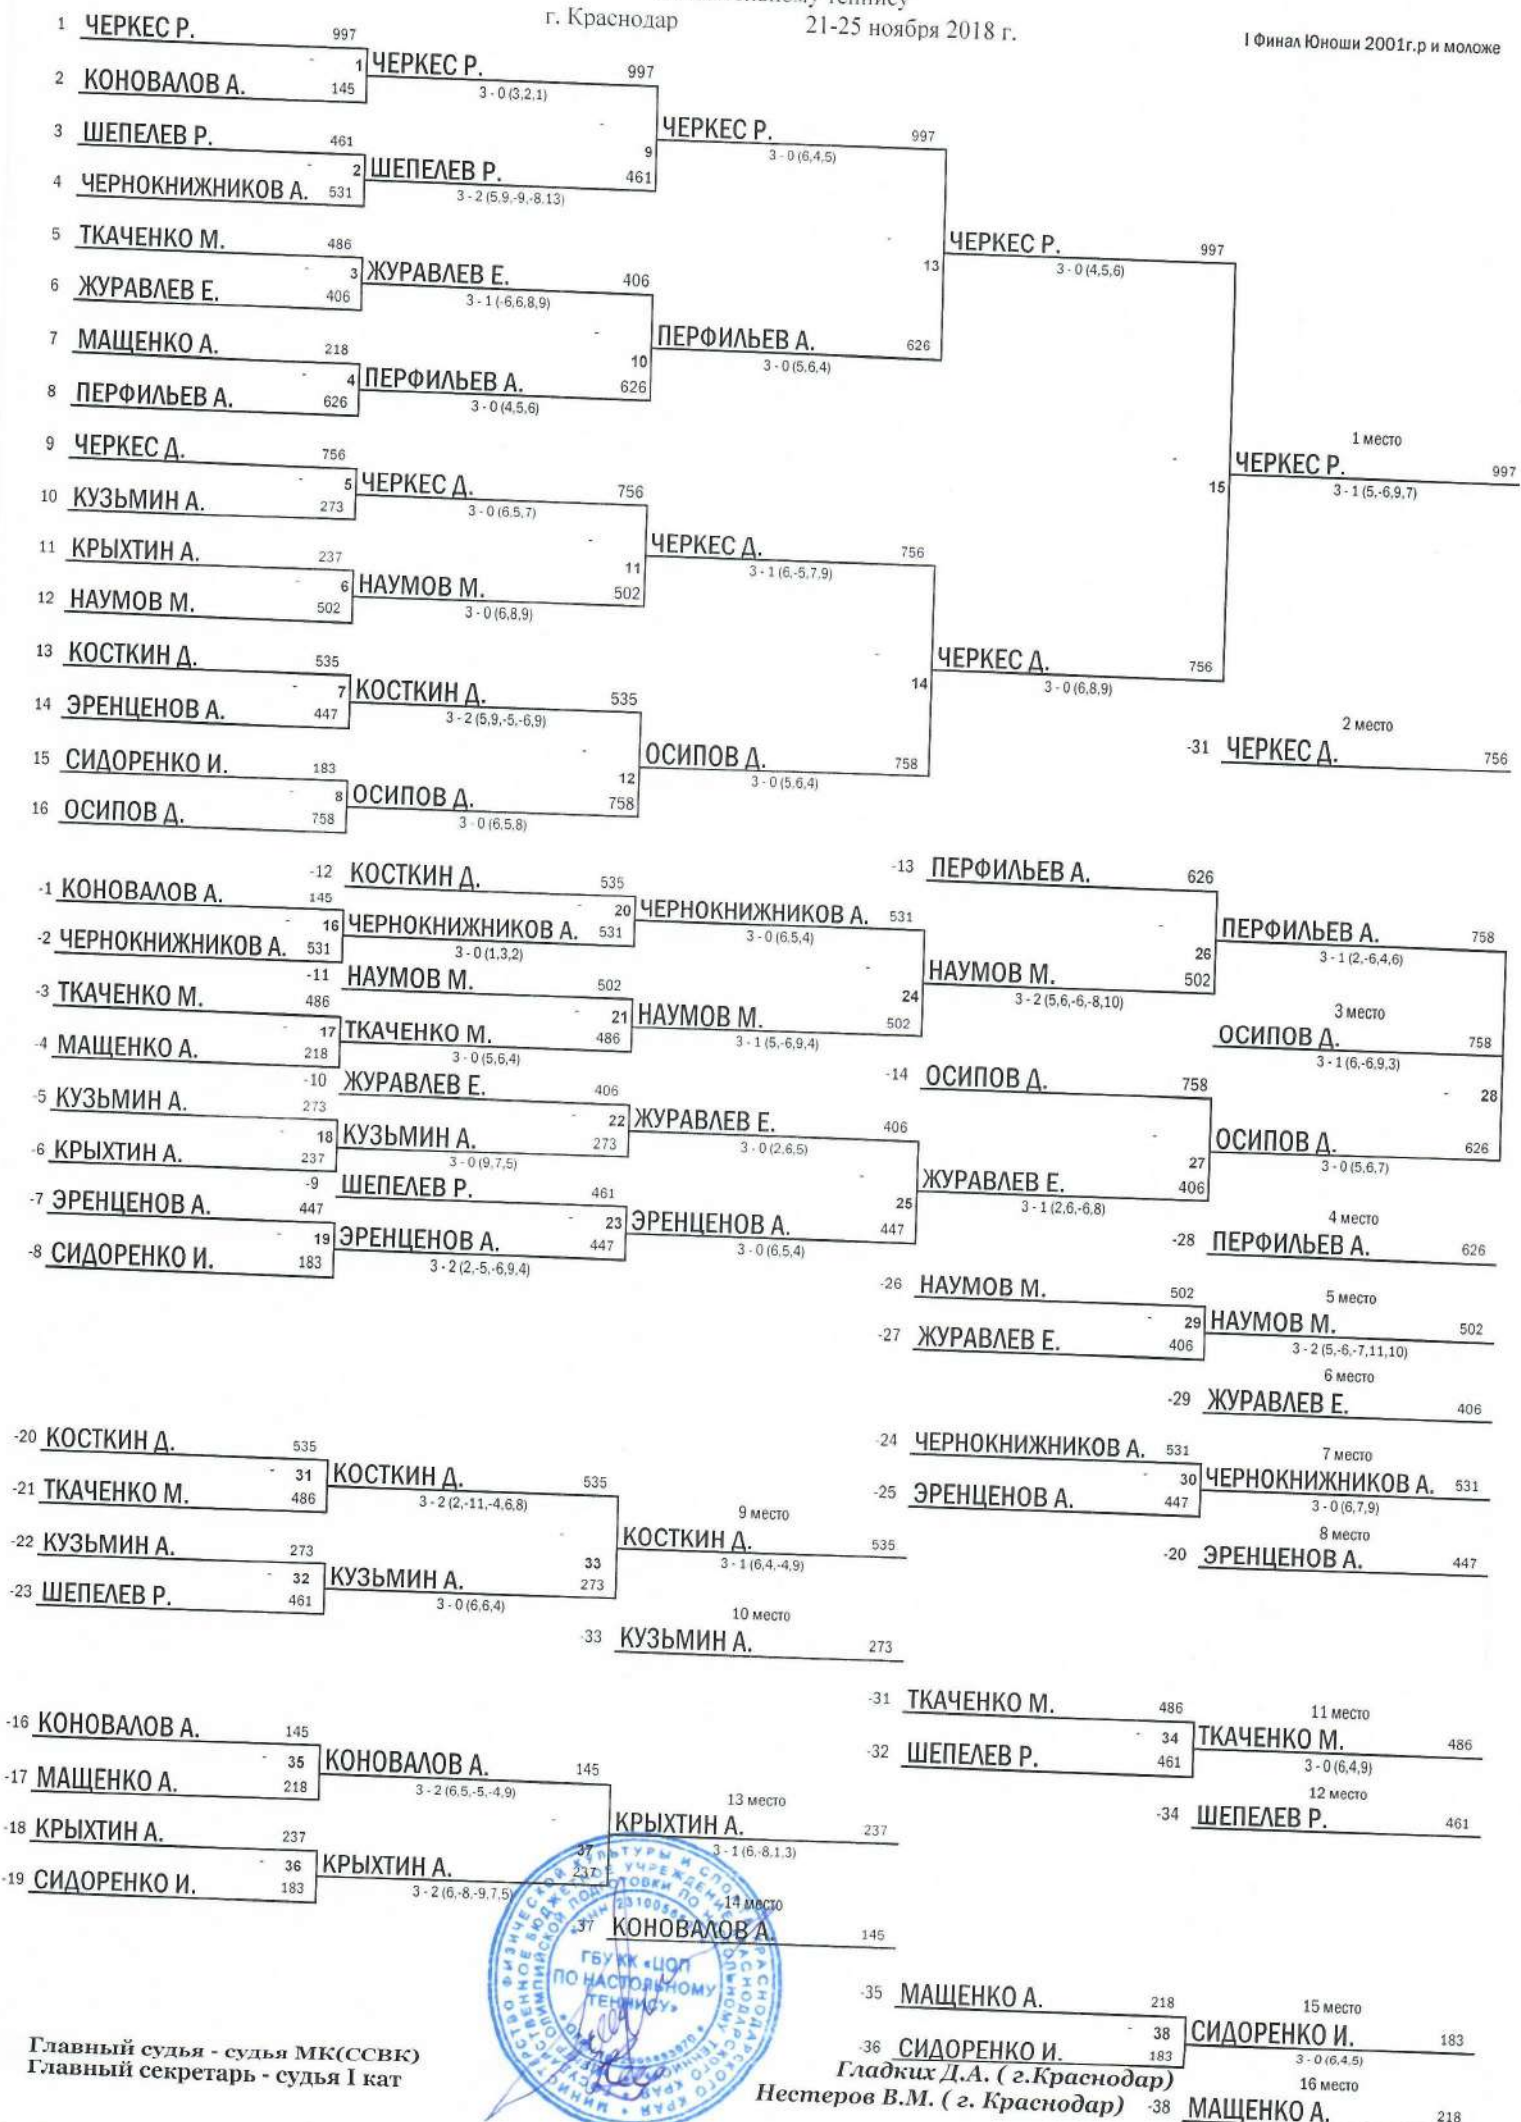 теннису
г. Краснодар 21-25 ноября 2018 г.
I Финал Юноши 2001г.р и моложе
1 ЧЕРКЕС Р. 997
1 ЧЕРКЕС Р. 997
2 КОНОВАЛОВ А. 145
3 - 0 (3,2,1)
ЧЕРКЕС Р. 997
3 ШЕПЕЛЕВ Р. 461
9 3 - 0 (6,4,5)
2 ШЕПЕЛЕВ Р. 461
4 ЧЕРНОКНИЖНИКОВ А. 531
3 - 2 (5,9,-9,-8,13)
5 ТКАЧЕНКО М. 486
ЧЕРКЕС Р. 997
13 3 - 0 (4,5,6)
3 ЖУРАВЛЕВ Е. 406
6 ЖУРАВЛЕВ Е. 406
3 - 1 (-6,6,8,9)
7 МАЩЕНКО А. 218
ПЕРФИЛЬЕВ А. 626
10 3 - 0 (5,6,4)
4 ПЕРФИЛЬЕВ А. 626
8 ПЕРФИЛЬЕВ А. 626
3 - 0 (4,5,6)
9 ЧЕРКЕС Д. 756
1 место
ЧЕРКЕС Р. 997
15 3 - 1 (5,-6,9,7)
5 ЧЕРКЕС Д. 756
10 КУЗЬМИН А. 273
3 - 0 (6,5,7)
11 КРЫХТИН А. 237
ЧЕРКЕС Д. 756
11 3 - 1 (6,-5,7,9)
6 НАУМОВ М. 502
12 НАУМОВ М. 502
3 - 0 (6,8,9)
13 КОСТКИН Д. 535
ЧЕРКЕС Д. 756
14 3 - 0 (6,8,9)
7 КОСТКИН Д. 535
14 ЭРЕНЦЕНОВ А. 447
3 - 2 (5,9,-5,-6,9)
2 место
-31 ЧЕРКЕС Д. 756
15 СИДОРЕНКО И. 183
ОСИПОВ Д. 758
12 3 - 0 (5,6,4)
8 ОСИПОВ Д. 758
16 ОСИПОВ Д. 758
3 - 0 (6,5,8)
-12 КОСТКИН Д. 535
-13 ПЕРФИЛЬЕВ А. 626
-1 КОНОВАЛОВ А. 145
20 ЧЕРНОКНИЖНИКОВ А. 531
3 - 0 (6,5,4)
16 ЧЕРНОКНИЖНИКОВ А. 531
-2 ЧЕРНОКНИЖНИКОВ А. 531
3 - 0 (1,3,2)
ПЕРФИЛЬЕВ А. 758
26 3 - 1 (2,-6,4,6)
-11 НАУМОВ М. 502
НАУМОВ М. 502
24 3 - 2 (5,6,-6,-8,10)
-3 ТКАЧЕНКО М. 486
21 НАУМОВ М. 502
3 - 1 (5,-6,9,4)
17 ТКАЧЕНКО М. 486
-4 МАЩЕНКО А. 218
3 - 0 (5,6,4)
3 место
ОСИПОВ Д. 758
3 - 1 (6,-6,9,3)
28
-10 ЖУРАВЛЕВ Е. 406
-14 ОСИПОВ Д. 758
-5 КУЗЬМИН А. 273
22 ЖУРАВЛЕВ Е. 406
3 - 0 (2,6,5)
18 КУЗЬМИН А. 273
-6 КРЫХТИН А. 237
3 - 0 (9,7,5)
ОСИПОВ Д. 626
27 3 - 0 (5,6,7)
-9 ШЕПЕЛЕВ Р. 461
ЖУРАВЛЕВ Е. 406
25 3 - 1 (2,6,-6,8)
-7 ЭРЕНЦЕНОВ А. 447
23 ЭРЕНЦЕНОВ А. 447
3 - 0 (6,5,4)
19 ЭРЕНЦЕНОВ А. 447
-8 СИДОРЕНКО И. 183
3 - 2 (2,-5,-6,9,4)
4 место
-28 ПЕРФИЛЬЕВ А. 626
-26 НАУМОВ М. 502
5 место
29 НАУМОВ М. 502
-27 ЖУРАВЛЕВ Е. 406
3 - 2 (5,-6,-7,11,10)
6 место
-29 ЖУРАВЛЕВ Е. 406
-20 КОСТКИН Д. 535
-24 ЧЕРНОКНИЖНИКОВ А. 531
7 место
31 КОСТКИН Д. 535
30 ЧЕРНОКНИЖНИКОВ А. 531
-21 ТКАЧЕНКО М. 486
3 - 2 (2,-11,-4,6,8)
-25 ЭРЕНЦЕНОВ А. 447
3 - 0 (6,7,9)
9 место
8 место
-22 КУЗЬМИН А. 273
КОСТКИН Д. 535
-20 ЭРЕНЦЕНОВ А. 447
33 3 - 1 (6,4,-4,9)
32 КУЗЬМИН А. 273
-23 ШЕПЕЛЕВ Р. 461
3 - 0 (6,6,4)
10 место
-33 КУЗЬМИН А. 273
-31 ТКАЧЕНКО М. 486
11 место
-16 КОНОВАЛОВ А. 145
34 ТКАЧЕНКО М. 486
35 КОНОВАЛОВ А. 145
-32 ШЕПЕЛЕВ Р. 461
3 - 0 (6,4,9)
-17 МАЩЕНКО А. 218
3 - 2 (6,5,-5,-4,9)
13 место
12 место
-18 КРЫХТИН А. 237
КРЫХТИН А. 237
-34 ШЕПЕЛЕВ Р. 461
37 3 - 1 (6,-8,1,3)
36 КРЫХТИН А. 237
-19 СИДОРЕНКО И. 183
3 - 2 (6,-8,-9,7,5)
14 место
-37 КОНОВАЛОВ А. 145
ГБУ КК «ЦОП
ПО НАСТОЛЬНОМУ
ТЕННИСУ»
-35 МАЩЕНКО А. 218
15 место
38 СИДОРЕНКО И. 183
-36 СИДОРЕНКО И. 183
3 - 0 (6,4,5)
Главный судья - судья МК(ССВК) Гладких Д.А. ( г.Краснодар)
16 место
Главный секретарь - судья I кат Нестеров В.М. ( г. Краснодар)
-38 МАЩЕНКО А. 218